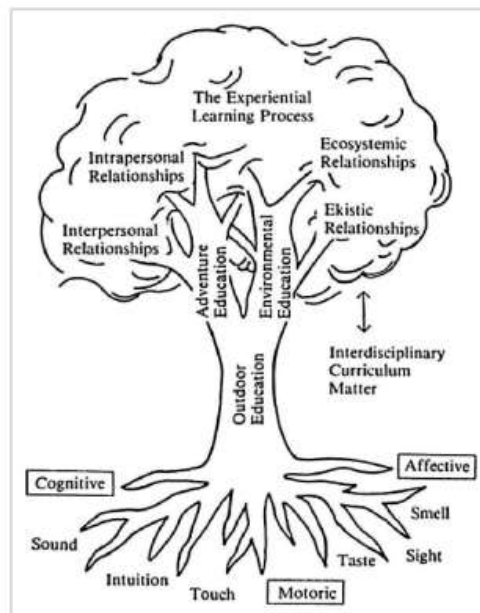 The Experiential
Learning Process
Intrapersonal
Relationships
Ecosystemic
Relationships
Interpersonal
Relationships
Ekistic
Relationships
Adventure
Education
Environmental
Education
Interdisciplinary
Curriculum
Matter
Outdoor
Education
Cognitive
Affective
Sound
Intuition
Touch
Motoric
Taste
Sight
Smell